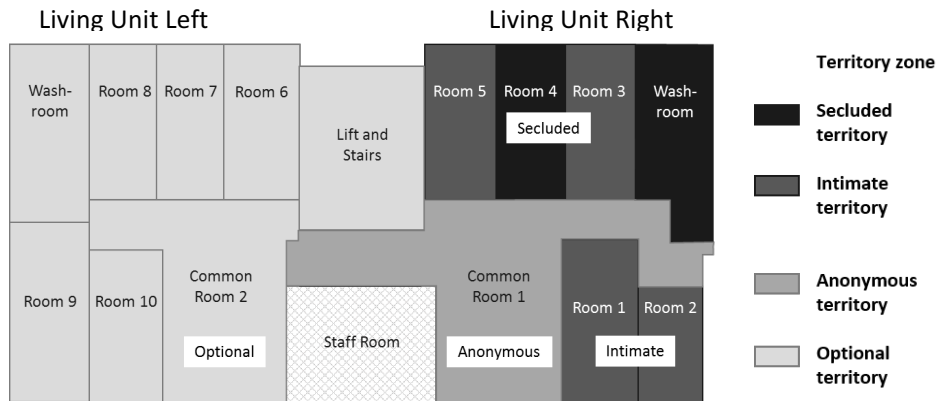 Living Unit Left
Living Unit Right
Wash-
room
Room 8
Room 7
Room 6
Lift and
Stairs
Room 5
Room 4
Room 3
Wash-
room
Secluded
Room 9
Room 10
Common
Room 2
Optional
Staff Room
Common
Room 1
Anonymous
Room 1
Room 2
Intimate
Territory zone
Secluded
territory
Intimate
territory
Anonymous
territory
Optional
territory